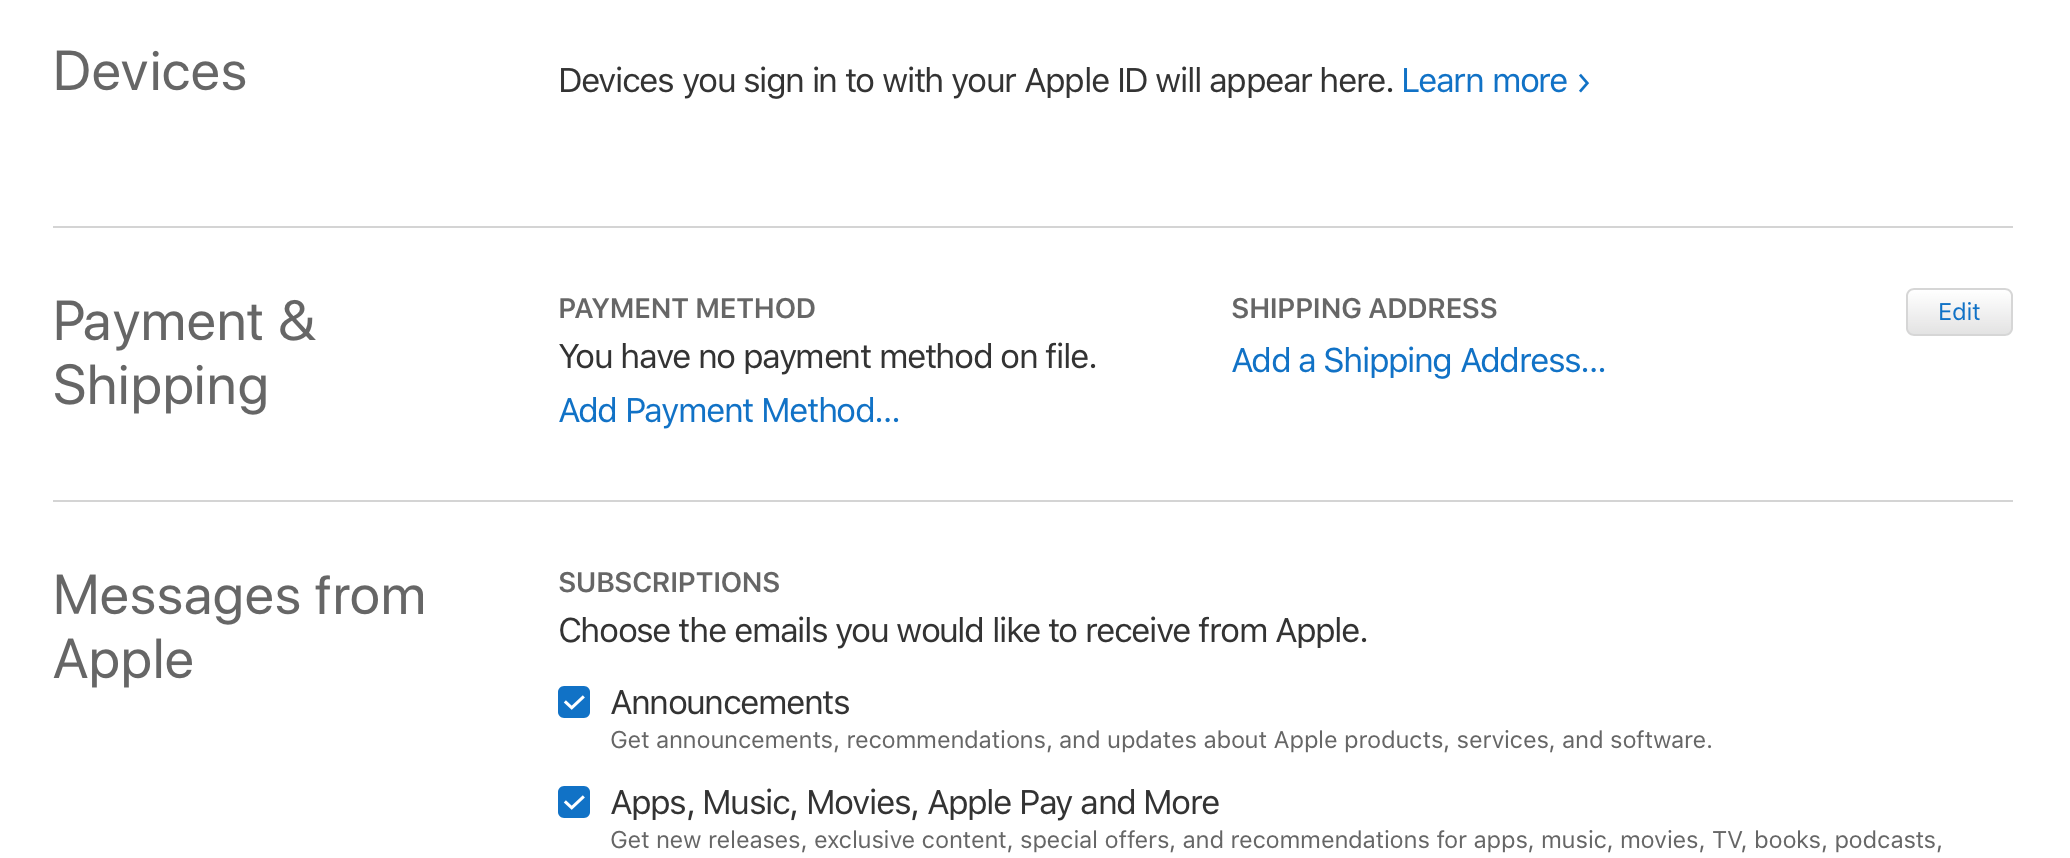 Devices
Devices you sign in to with your Apple ID will appear here. Learn more >
Payment &
Shipping
PAYMENT METHOD
You have no payment method on file.
Add Payment Method...
SHIPPING ADDRESS
Add a Shipping Address...
Edit
Messages from
Apple
SUBSCRIPTIONS
Choose the emails you would like to receive from Apple.
Announcements
Get announcements, recommendations, and updates about Apple products, services, and software.
Apps, Music, Movies, Apple Pay and More
Get new releases, exclusive content, special offers, and recommendations for apps, music, movies, TV, books, podcasts,